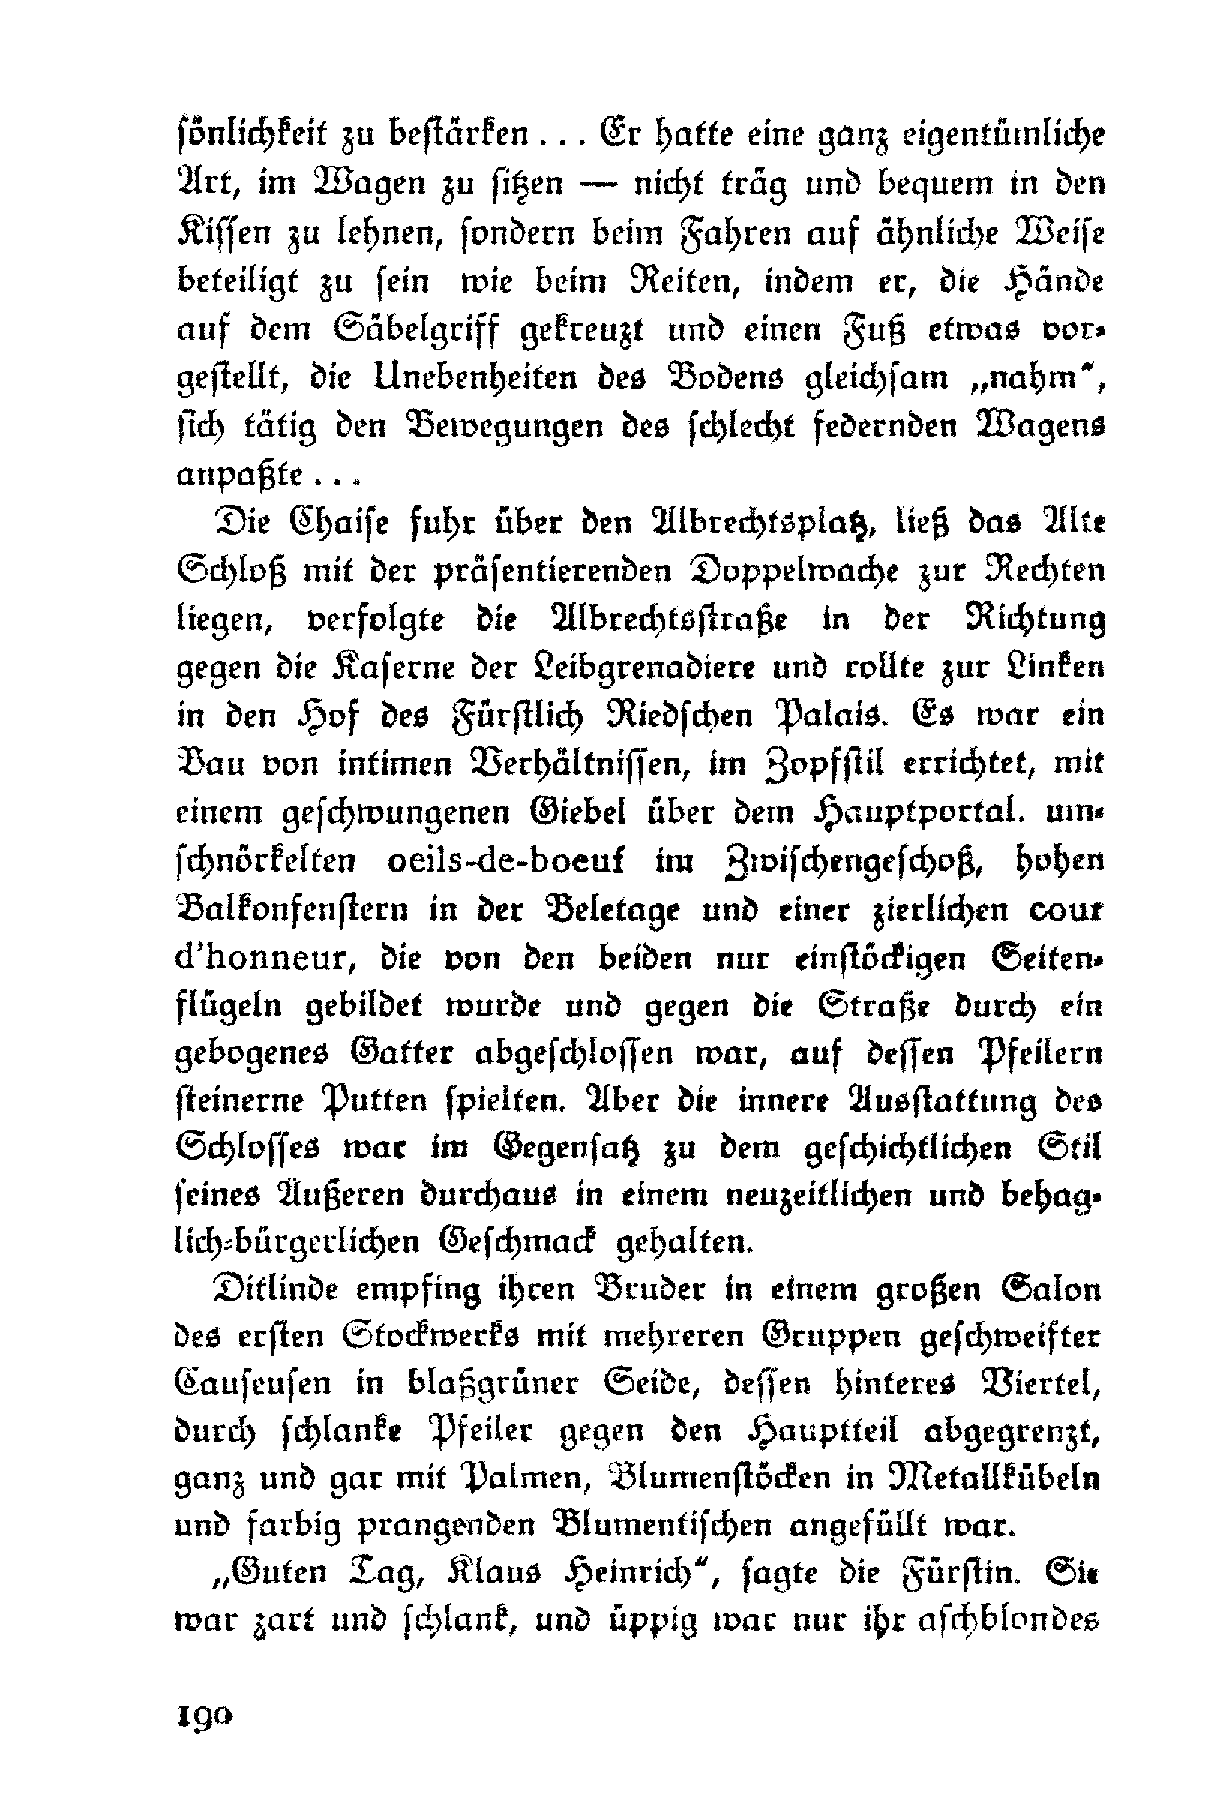 sönlichkeit zu bestärken ... Er hatte eine ganz eigentümliche
Art, im Wagen zu sitzen — nicht träg und bequem in den
Kissen zu lehnen, sondern beim Fahren auf ähnliche Weise
beteiligt zu sein wie beim Reiten, indem er, die Hände
auf dem Säbelgriff gekreuzt und einen Fuß etwas vor-
gestellt, die Unebenheiten des Bodens gleichsam „nahm“,
sich tätig den Bewegungen des schlecht federnden Wagens
anpaßte ...
Die Chaise fuhr über den Albrechtsplatz, ließ das Alte
Schloß mit der präsentierenden Doppelwache zur Rechten
liegen, verfolgte die Albrechtsstraße in der Richtung
gegen die Kaserne der Leibgrenadiere und rollte zur Linken
in den Hof des Fürstlich Riedschen Palais. Es war ein
Bau von intimen Verhältnissen, im Zopfstil errichtet, mit
einem geschwungenen Giebel über dem Hauptportal. um-
schnörkelten oeils-de-boeuf im Zwischengeschoß, hohen
Balkonfenstern in der Beletage und einer zierlichen cour
d'honneur, die von den beiden nur einstöckigen Seiten-
flügeln gebildet wurde und gegen die Straße durch ein
gebogenes Gatter abgeschlossen war, auf dessen Pfeilern
steinerne Putten spielten. Aber die innere Ausstattung des
Schlosses war im Gegensatz zu dem geschichtlichen Stil
seines Äußeren durchaus in einem neuzeitlichen und behag-
lich-bürgerlichen Geschmack gehalten.
Ditlinde empfing ihren Bruder in einem großen Salon
des ersten Stockwerks mit mehreren Gruppen geschweifter
Causeusen in blaßgrüner Seide, dessen hinteres Viertel,
durch schlanke Pfeiler gegen den Hauptteil abgegrenzt,
ganz und gar mit Palmen, Blumenstöcken in Metallkübeln
und farbig prangenden Blumentischen angefüllt war.
„Guten Tag, Klaus Heinrich“, sagte die Fürstin. Sie
war zart und schlank, und üppig war nur ihr aschblondes
190